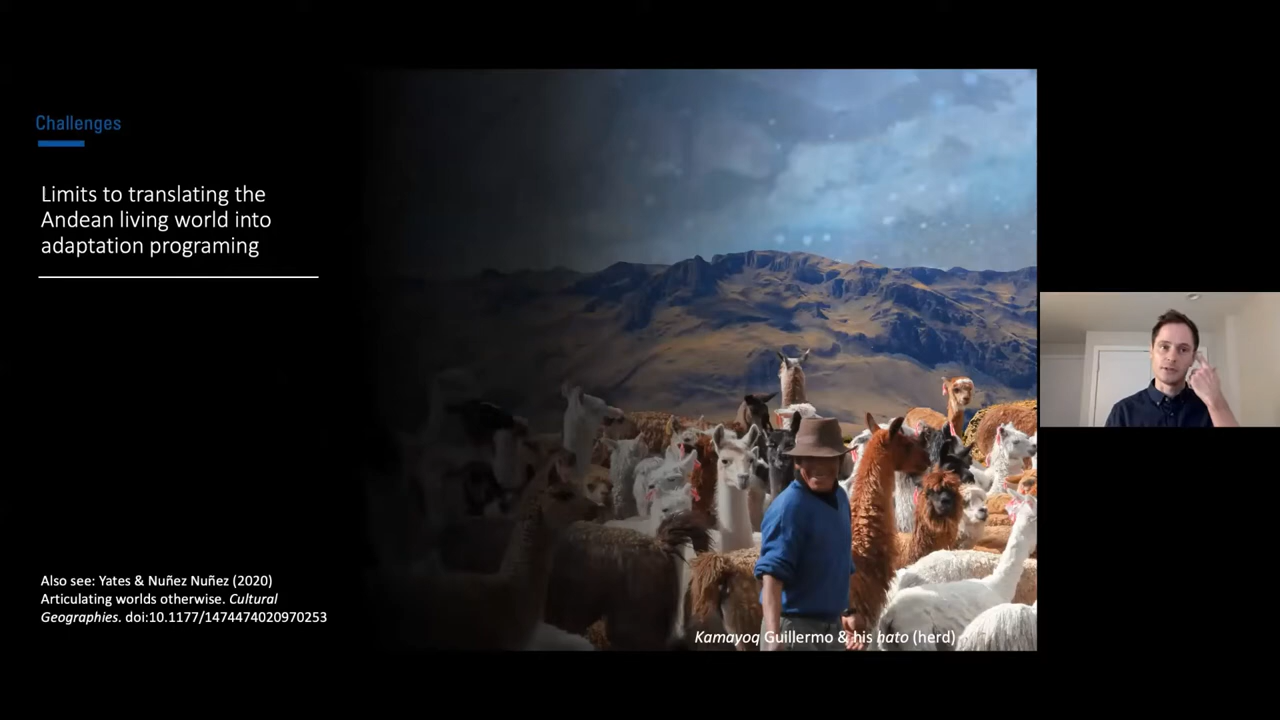 Challenges
Limits to translating the
Andean living world into
adaptation programing
Also see: Yates & Nuñez Nuñez (2020)
Articulating worlds otherwise. Cultural
Geographies. doi:10.1177/1474474020970253
Kamayoq Guillermo & his hato (herd)